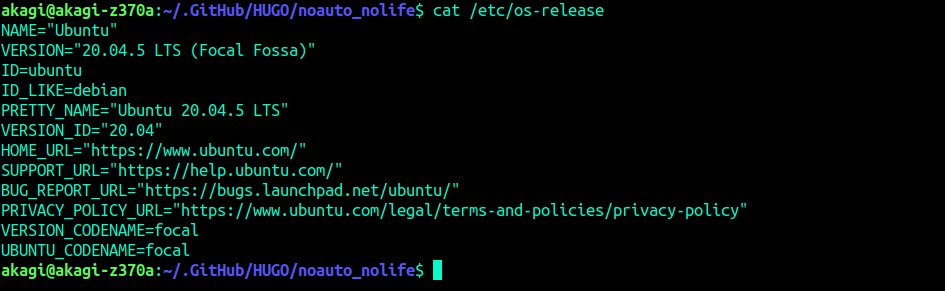 akagi@akagi-z370a:~/.GitHub/HUGO/noauto_nolife$ cat /etc/os-release
NAME="Ubuntu"
VERSION="20.04.5 LTS (Focal Fossa)"
ID=ubuntu
ID_LIKE=debian
PRETTY_NAME="Ubuntu 20.04.5 LTS"
VERSION_ID="20.04"
HOME_URL="https://www.ubuntu.com/"
SUPPORT_URL="https://help.ubuntu.com/"
BUG_REPORT_URL="https://bugs.launchpad.net/ubuntu/"
PRIVACY_POLICY_URL="https://www.ubuntu.com/legal/terms-and-policies/privacy-policy"
VERSION_CODENAME=focal
UBUNTU_CODENAME=focal
akagi@akagi-z370a:~/.GitHub/HUGO/noauto_nolife$